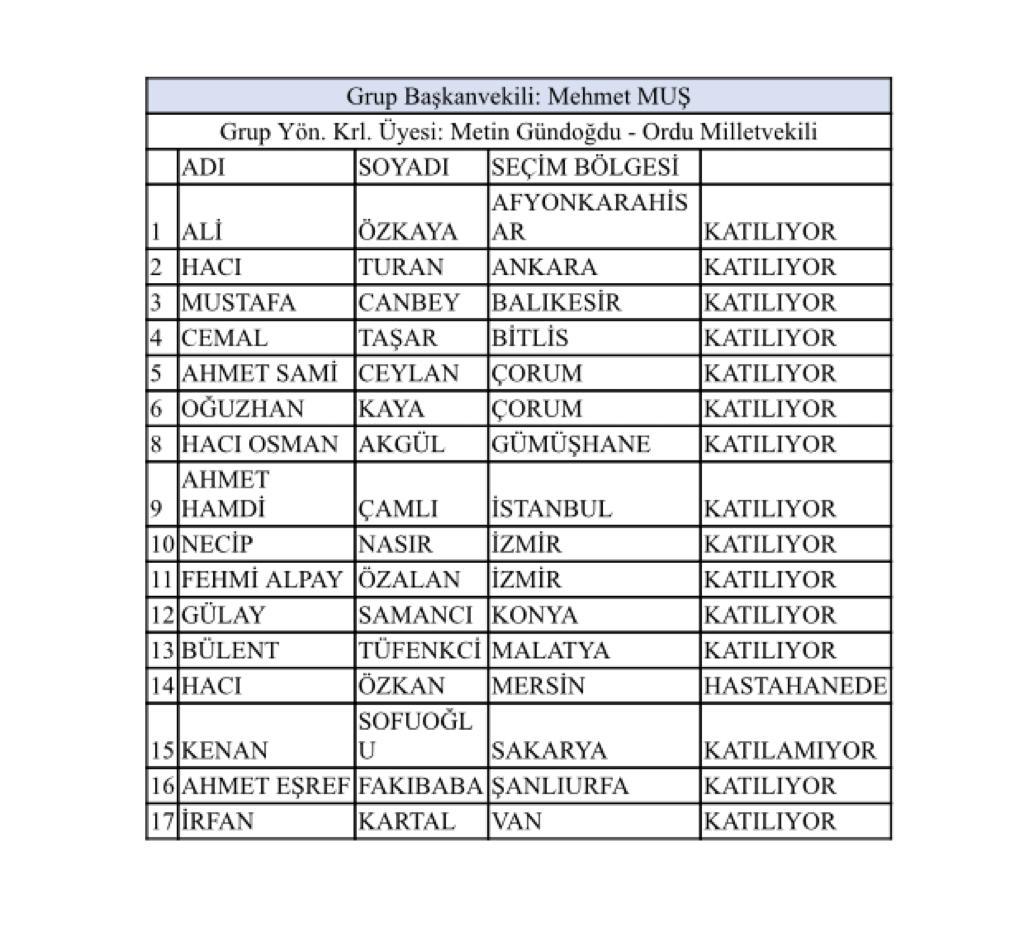 Grup Başkanvekili: Mehmet MUŞ
Grup Yön. Krl. Üyesi: Metin Gündoğdu - Ordu Milletvekili
ADI SOYADI SEÇİM BÖLGESİ
AFYONKARAHİS
1 ALİ ÖZKAYA AR KATILIYOR
2 HACI TURAN ANKARA KATILIYOR
3 MUSTAFA CANBEY BALIKESİR KATILIYOR
4 CEMAL TAŞAR BİTLİS KATILIYOR
5 AHMET SAMİ CEYLAN ÇORUM KATILIYOR
6 OĞUZHAN KAYA ÇORUM KATILIYOR
8 HACI OSMAN AKGÜL GÜMÜŞHANE KATILIYOR
AHMET
9 HAMDİ ÇAMLI İSTANBUL KATILIYOR
10 NECİP NASIR İZMİR KATILIYOR
11 FEHMİ ALPAY ÖZALAN İZMİR KATILIYOR
12 GÜLAY SAMANCI KONYA KATILIYOR
13 BÜLENT TÜFENKCİ MALATYA KATILIYOR
14 HACI ÖZKAN MERSİN HASTAHANEDE
SOFUOĞL
15 KENAN U SAKARYA KATILAMIYOR
16 AHMET EŞREF FAKIBABA ŞANLIURFA KATILIYOR
17 İRFAN KARTAL VAN KATILIYOR